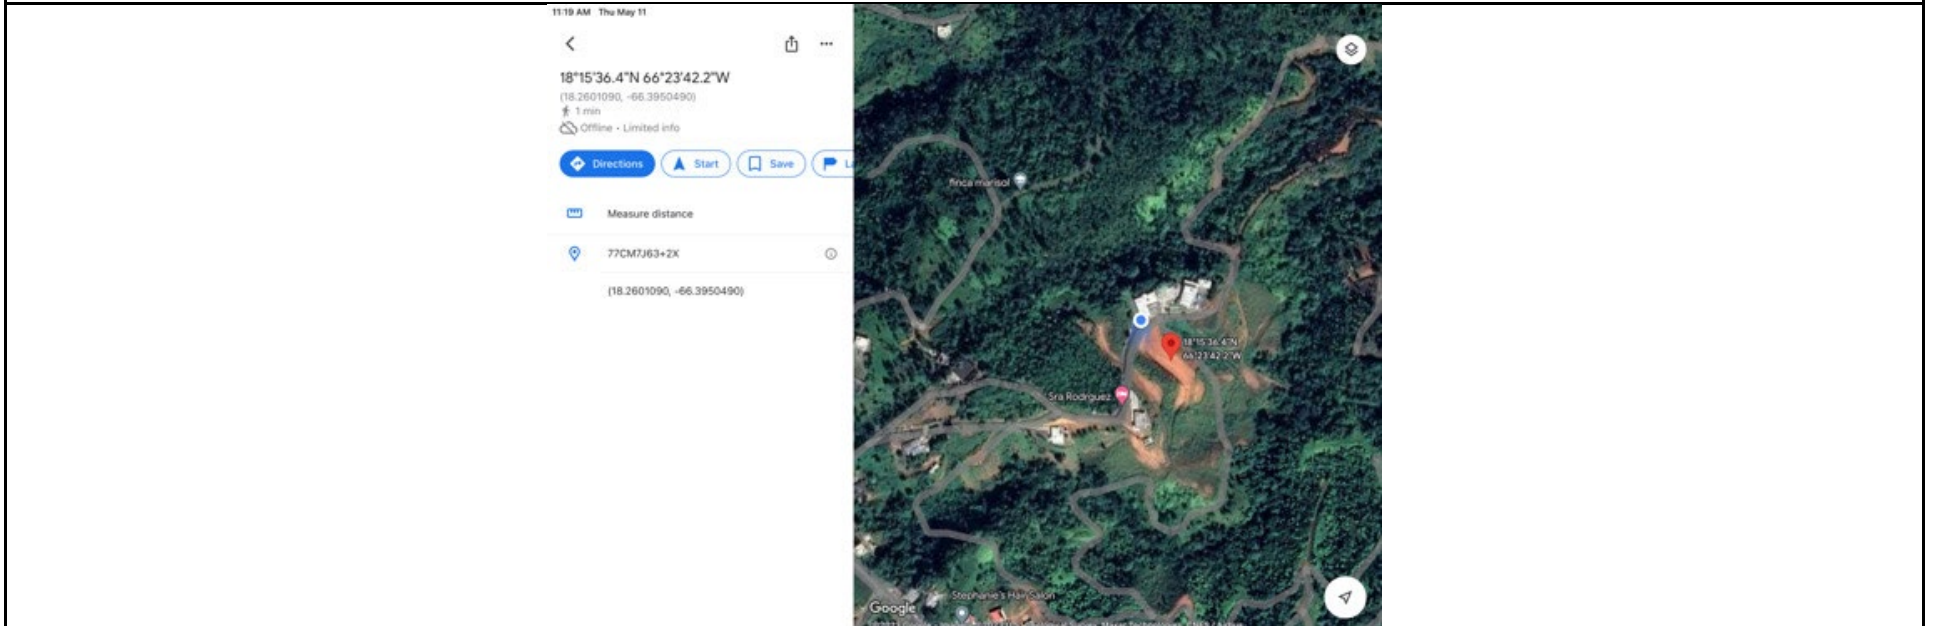 11:19 AM Thu May 11
18°15'36.4"N 66°23'42.2"W
(18.2601090, -66.3950490)
1 min
Offline • Limited info
Directions
Start
Save
Measure distance
77CM7J63+2X
(18.2601090, -66.3950490)
finca marisol
18°15'36.4"N
66°23'42.2"W
Sra Rodrguez
Stephanie's Hair Salon
Google